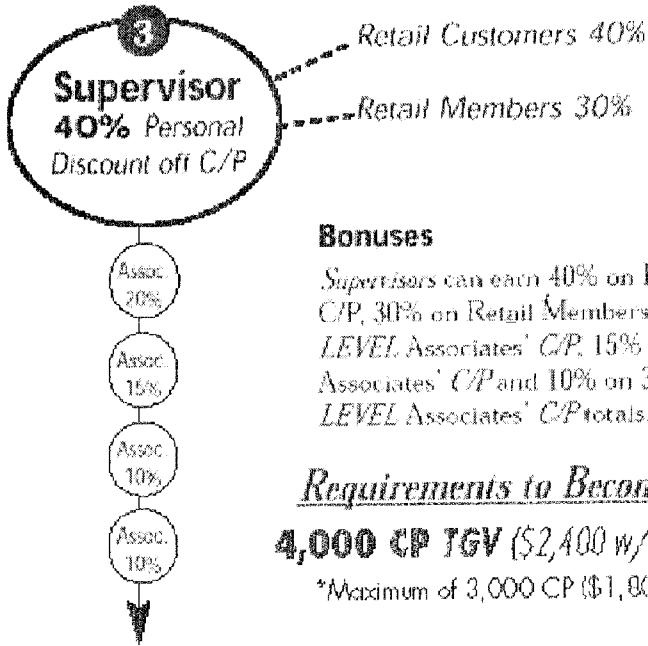 3
Supervisor
40% Personal
Discount off C/P
Retail Customers 40%
Retail Members 30%
Assoc.
20%
Assoc.
15%
Assoc.
10%
Assoc.
10%
Bonuses
Supervisors can earn 40% on
C/P, 30% on Retail Members
LEVEL Associates' C/P, 15%
Associates' C/P and 10% on 3
LEVEL Associates' C/P totals.
Requirements to Becom
4,000 CP TGV ($2,400 w/
*Maximum of 3,000 CP ($1,80